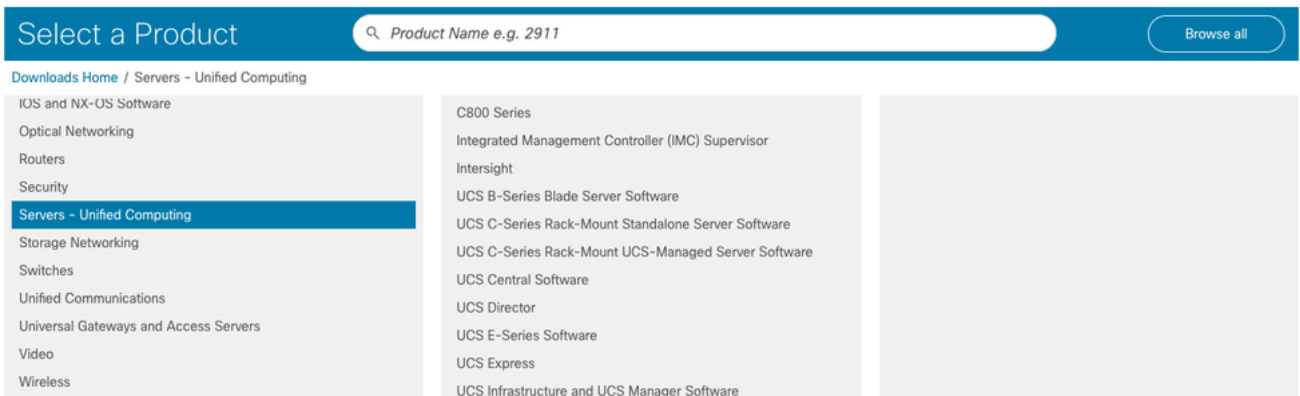 Select a Product
Product Name e.g. 2911
Browse all
Downloads Home / Servers - Unified Computing
IOS and NX-OS Software
Optical Networking
Routers
Security
Servers - Unified Computing
Storage Networking
Switches
Unified Communications
Universal Gateways and Access Servers
Video
Wireless
C800 Series
Integrated Management Controller (IMC) Supervisor
Intersight
UCS B-Series Blade Server Software
UCS C-Series Rack-Mount Standalone Server Software
UCS C-Series Rack-Mount UCS-Managed Server Software
UCS Central Software
UCS Director
UCS E-Series Software
UCS Express
UCS Infrastructure and UCS Manager Software